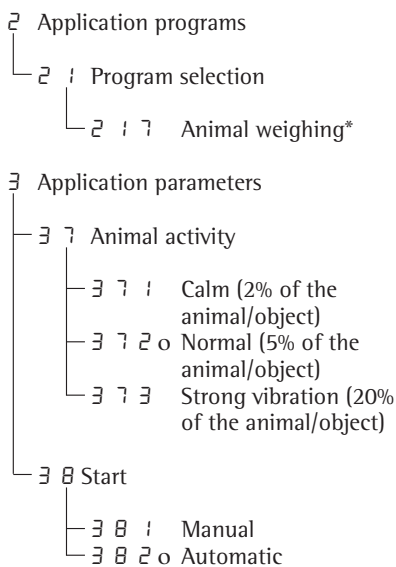 2 Application programs
2 1 Program selection
2 1 7 Animal weighing*
3 Application parameters
3 7 Animal activity
3 7 1 Calm (2% of the
animal/object)
3 7 2 o Normal (5% of the
animal/object)
3 7 3 Strong vibration (20%
of the animal/object)
3 8 Start
3 8 1 Manual
3 8 2 o Automatic